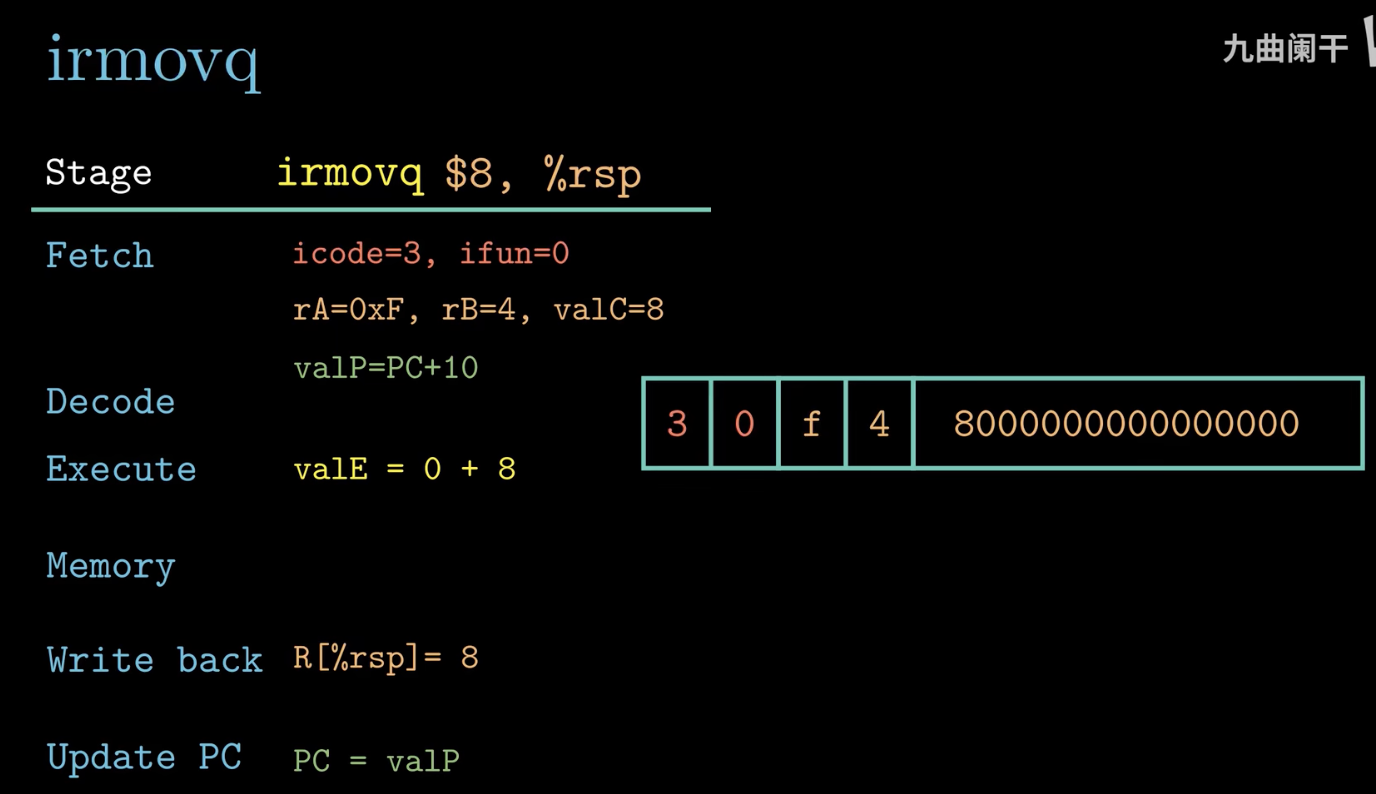 irmovq
九曲阑干
Stage irmovq $8, %rsp
Fetch icode=3, ifun=0
rA=0xF, rB=4, valC=8
valP=PC+10
Decode
3 0 f 4 8000000000000000
Execute valE = 0 + 8
Memory
Write back R[%rsp]= 8
Update PC PC = valP